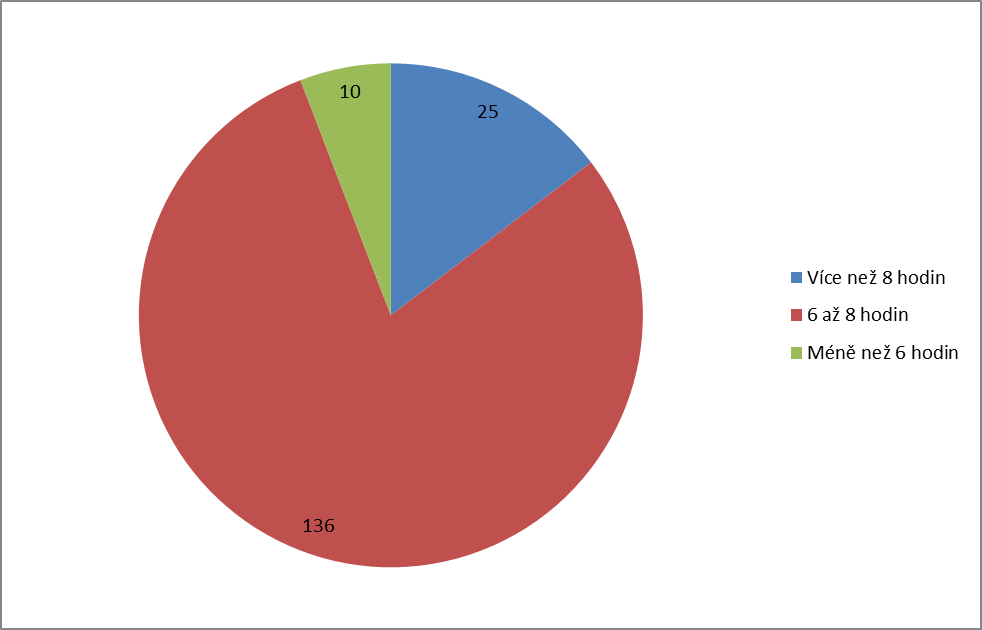 10
25
136
Více než 8 hodin
6 až 8 hodin
Méně než 6 hodin